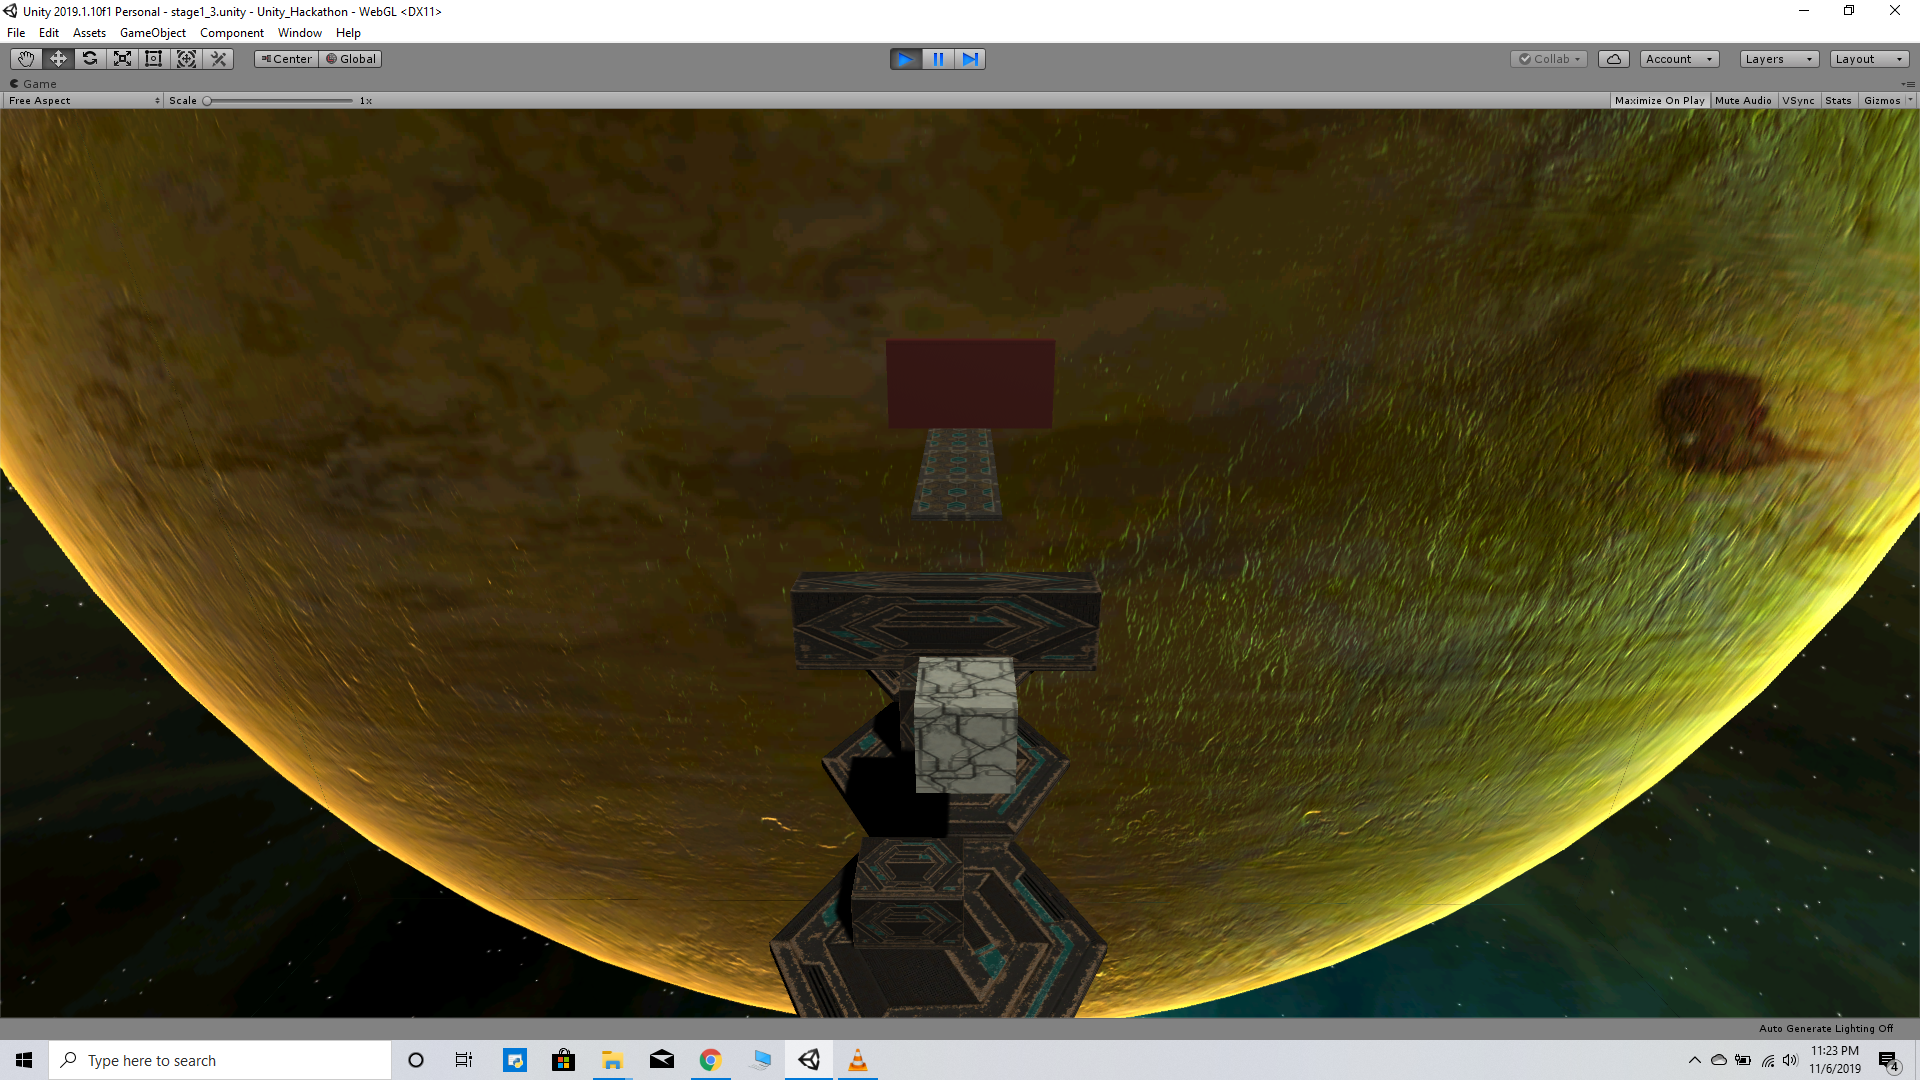 Unity 2019.1.10f1 Personal - stage1_3.unity - Unity_Hackathon - WebGL <DX11>
File Edit Assets GameObject Component Window Help
Center Global Collab Account Layers Layout
Game
Free Aspect Scale 1x Maximize On Play Mute Audio VSync Stats Gizmos
Auto Generate Lighting Off
Type here to search
11:23 PM
11/6/2019
4